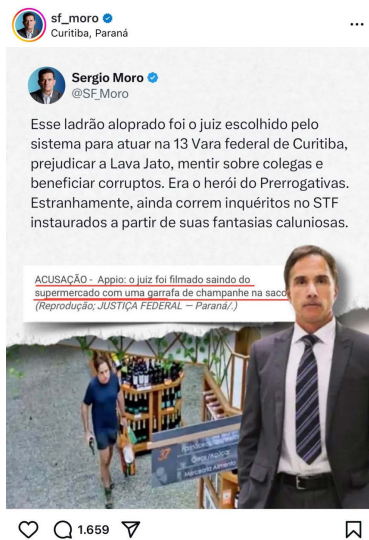 sf_moro
Curitiba, Paraná
Sergio Moro
@SF_Moro
Esse ladrão aloprado foi o juiz escolhido pelo
sistema para atuar na 13 Vara federal de Curitiba,
prejudicar a Lava Jato, mentir sobre colegas e
beneficiar corruptos. Era o herói do Prerrogativas.
Estranhamente, ainda correm inquéritos no STF
instaurados a partir de suas fantasias caluniosas.
ACUSAÇÃO - Appio: o juiz foi filmado saindo do
supermercado com uma garrafa de champanhe na saco
(Reprodução; JUSTIÇA FEDERAL — Paraná/.)
37
Mercearia Alimento
1.659